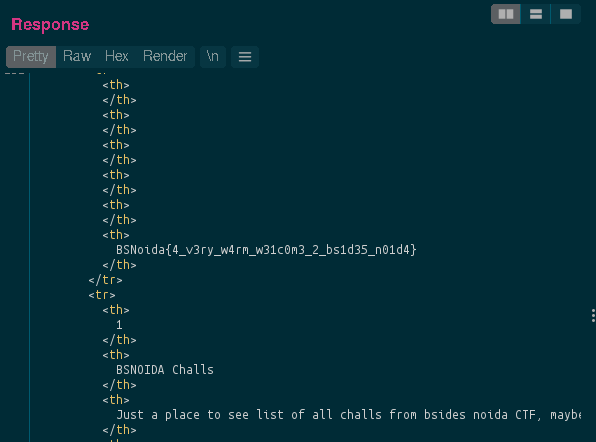 Response
Pretty Raw Hex Render \n
<th>
</th>
<th>
</th>
<th>
</th>
<th>
</th>
<th>
</th>
<th>
BSNoida{4_v3ry_w4rm_w31c0m3_2_bs1d35_n01d4}
</th>
</tr>
<tr>
<th>
1
</th>
<th>
BSNOIDA Challs
</th>
<th>
Just a place to see list of all challs from bsides noida CTF, maybe
</th>